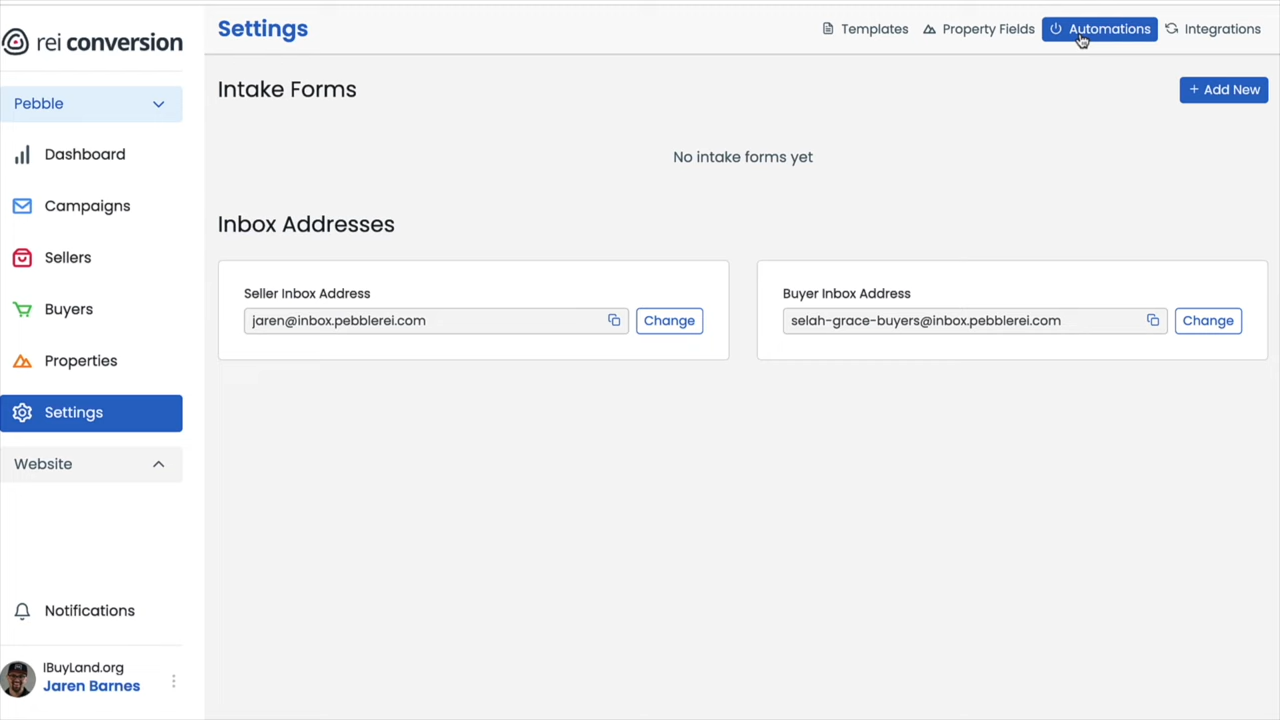 rei conversion
Pebble
Dashboard
Campaigns
Sellers
Buyers
Properties
Settings
Website
Notifications
IBuyLand.org
Jaren Barnes
Settings
Templates
Property Fields
Automations
Integrations
Intake Forms
+ Add New
No intake forms yet
Inbox Addresses
Seller Inbox Address
jaren@inbox.pebblerei.com
Change
Buyer Inbox Address
selah-grace-buyers@inbox.pebblerei.com
Change